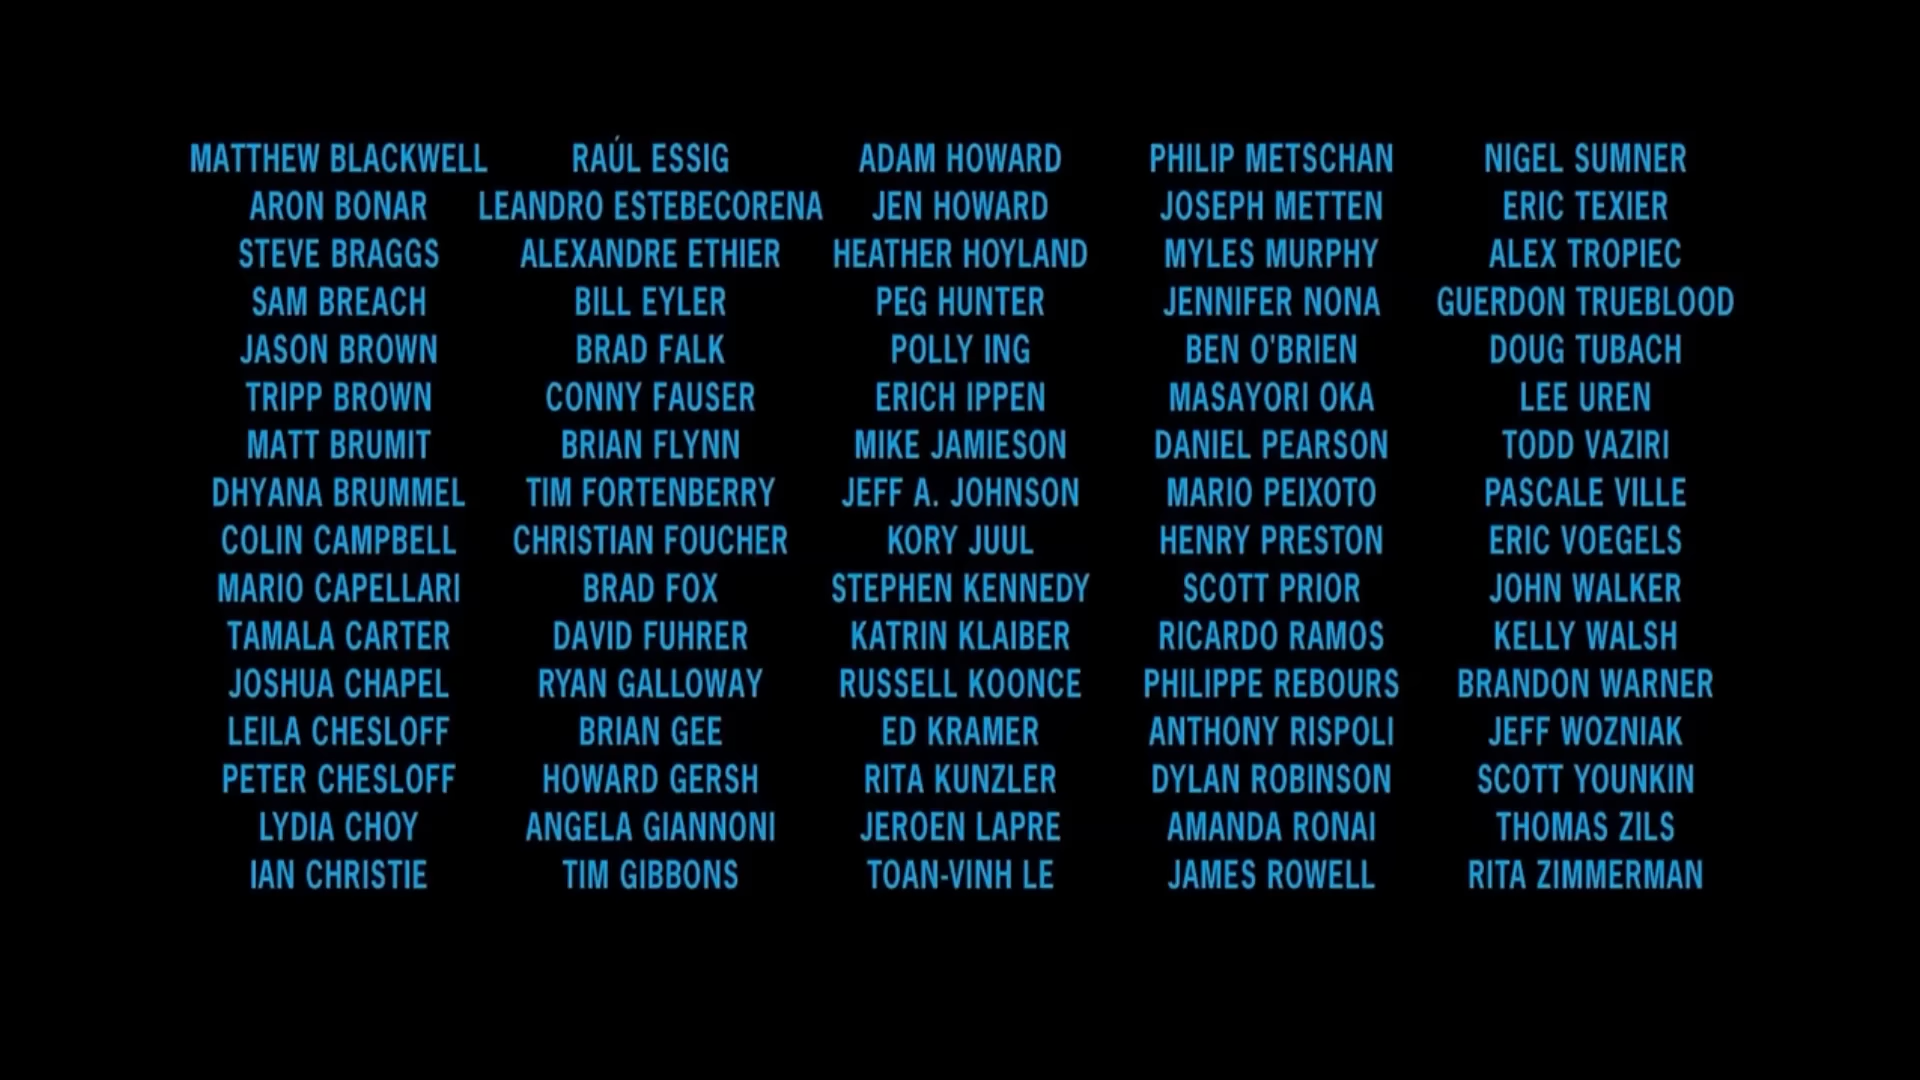 MATTHEW BLACKWELL RAÚL ESSIG ADAM HOWARD PHILIP METSCHAN NIGEL SUMNER
ARON BONAR LEANDRO ESTEBECORENA JEN HOWARD JOSEPH METTEN ERIC TEXIER
STEVE BRAGGS ALEXANDRE ETHIER HEATHER HOYLAND MYLES MURPHY ALEX TROPIEC
SAM BREACH BILL EYLER PEG HUNTER JENNIFER NONA GUERDON TRUEBLOOD
JASON BROWN BRAD FALK POLLY ING BEN O'BRIEN DOUG TUBACH
TRIPP BROWN CONNY FAUSER ERICH IPPEN MASAYORI OKA LEE UREN
MATT BRUMIT BRIAN FLYNN MIKE JAMIESON DANIEL PEARSON TODD VAZIRI
DHYANA BRUMMEL TIM FORTENBERRY JEFF A. JOHNSON MARIO PEIXOTO PASCALE VILLE
COLIN CAMPBELL CHRISTIAN FOUCHER KORY JUUL HENRY PRESTON ERIC VOEGELS
MARIO CAPELLARI BRAD FOX STEPHEN KENNEDY SCOTT PRIOR JOHN WALKER
TAMALA CARTER DAVID FUHRER KATRIN KLAIBER RICARDO RAMOS KELLY WALSH
JOSHUA CHAPEL RYAN GALLOWAY RUSSELL KOONCE PHILIPPE REBOURS BRANDON WARNER
LEILA CHESLOFF BRIAN GEE ED KRAMER ANTHONY RISPOLI JEFF WOZNIAK
PETER CHESLOFF HOWARD GERSH RITA KUNZLER DYLAN ROBINSON SCOTT YOUNKIN
LYDIA CHOY ANGELA GIANNONI JEROEN LAPRE AMANDA RONAI THOMAS ZILS
IAN CHRISTIE TIM GIBBONS TOAN-VINH LE JAMES ROWELL RITA ZIMMERMAN